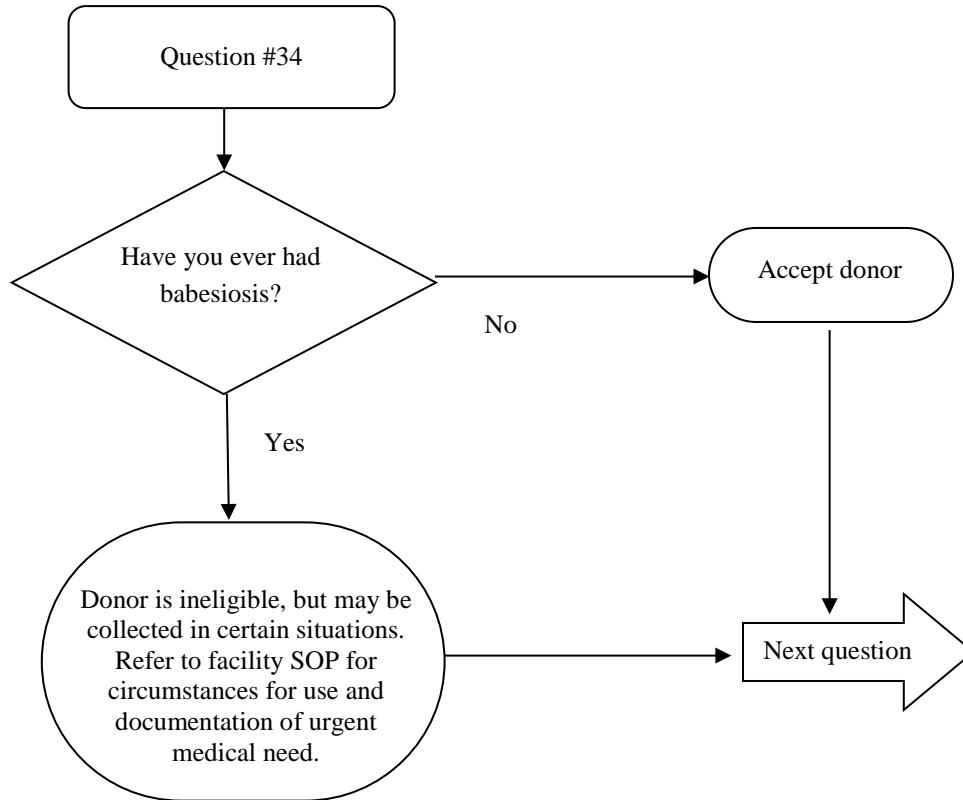 Question #34
Have you ever had
babesiosis?
Accept donor
No
Yes
Donor is ineligible, but may be
collected in certain situations.
Refer to facility SOP for
circumstances for use and
documentation of urgent
medical need.
Next question